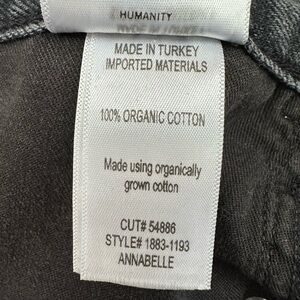 HUMANITY
MADE IN TURKEY
IMPORTED MATERIALS
100% ORGANIC COTTON
Made using organically
grown cotton
CUT# 54886
STYLE# 1883-1193
ANNABELLE